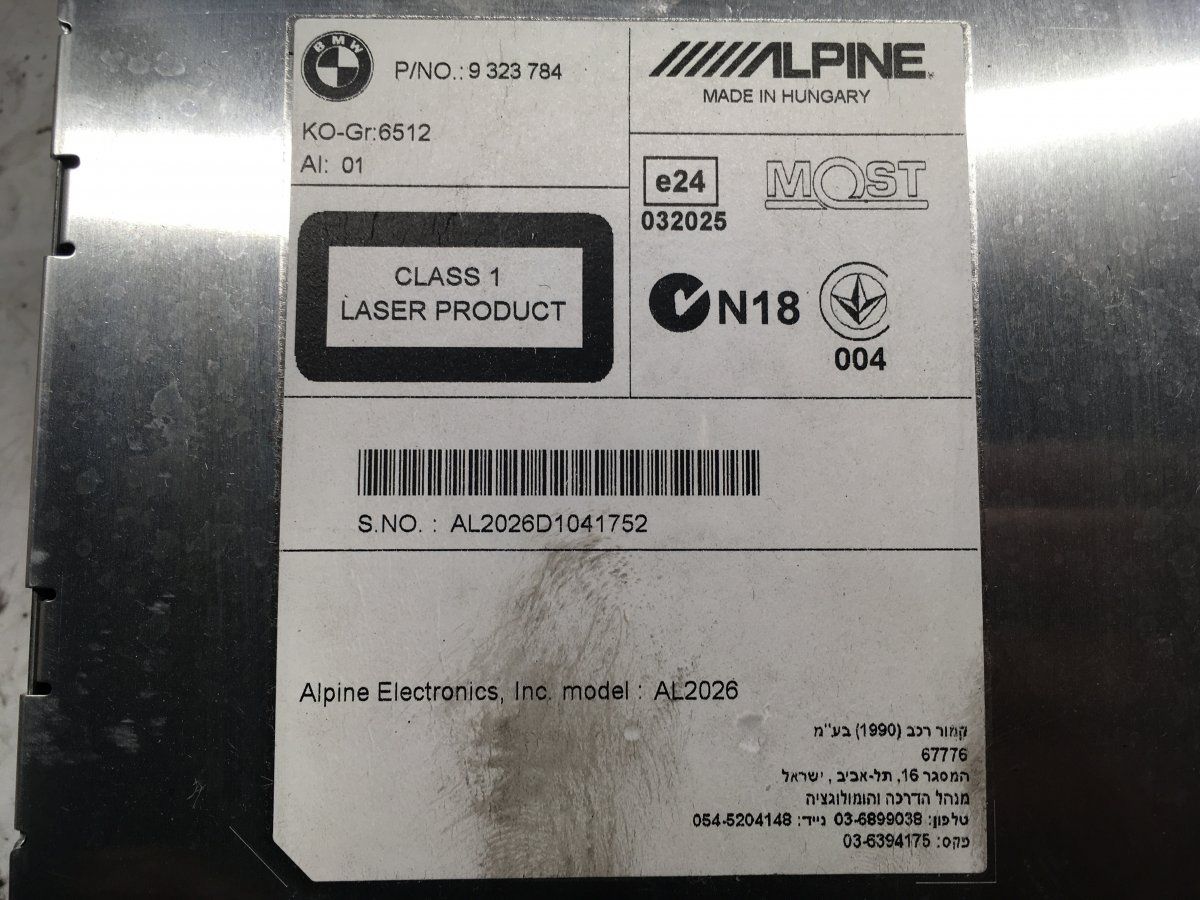 BMW
P/NO.: 9 323 784
KO-Gr:6512
AI: 01
ALPINE
MADE IN HUNGARY
e24
032025
MOST
N18
004
CLASS 1
LASER PRODUCT
S.NO. : AL2026D1041752
Alpine Electronics, Inc. model : AL2026
קמור רכב (1990) בע"מ
67776
המסגר 16, תל-אביב, ישראל
מנהל הדרכה והומולוגציה
טלפון: 03-6899038 נייד: 054-5204148
פקס: 03-6394175